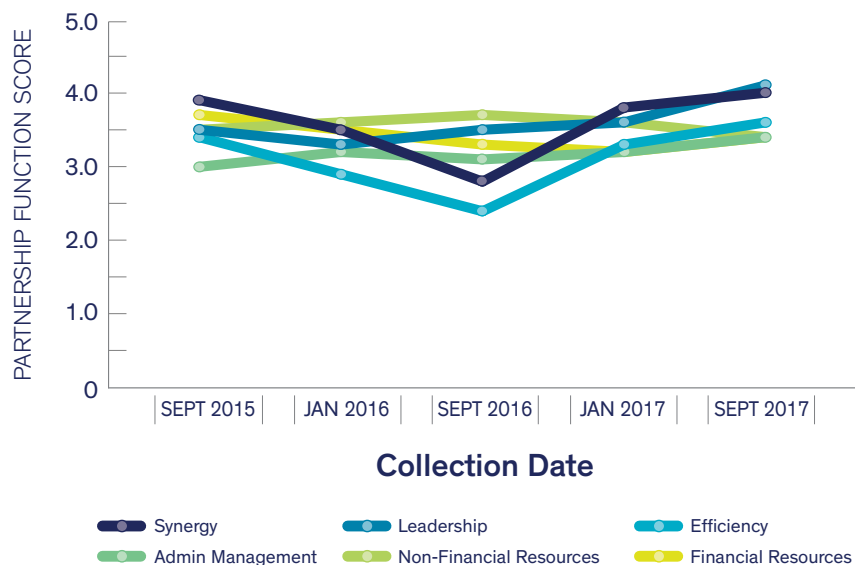 PARTNERSHIP FUNCTION SCORE
5.0
4.0
3.0
2.0
1.0
0
SEPT 2015 JAN 2016 SEPT 2016 JAN 2017 SEPT 2017
Collection Date
Synergy Leadership Efficiency
Admin Management Non-Financial Resources Financial Resources